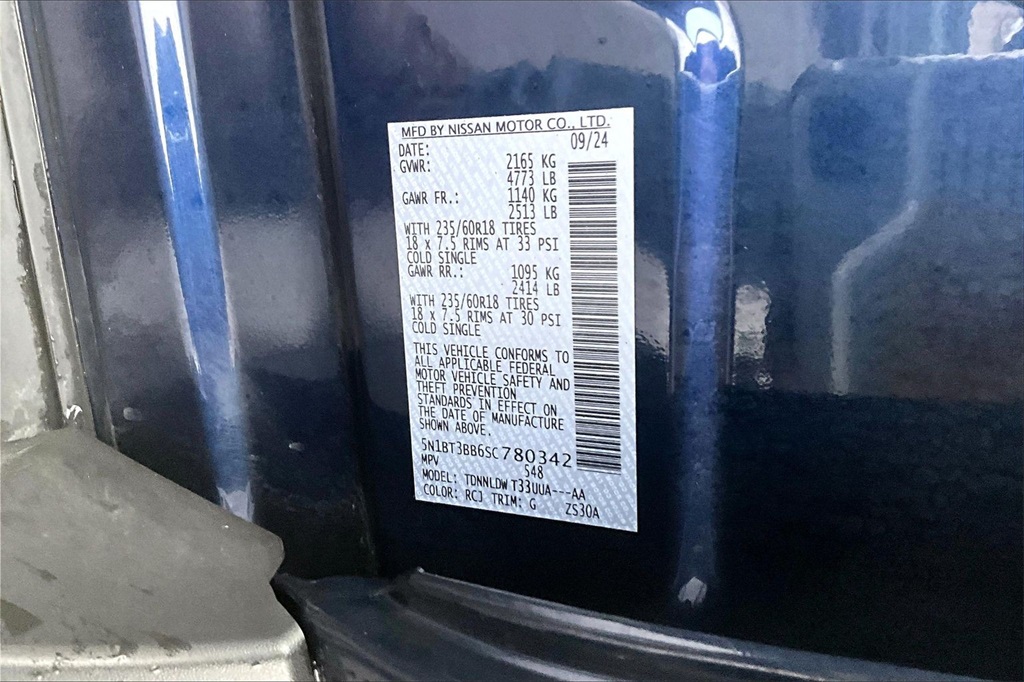 MFD BY NISSAN MOTOR CO., LTD.
DATE: 09/24
GVWR: 2165 KG
4773 LB
GAWR FR.: 1140 KG
2513 LB
WITH 235/60R18 TIRES
18 x 7.5 RIMS AT 33 PSI
COLD SINGLE
GAWR RR.: 1095 KG
2414 LB
WITH 235/60R18 TIRES
18 x 7.5 RIMS AT 30 PSI
COLD SINGLE
THIS VEHICLE CONFORMS TO
ALL APPLICABLE FEDERAL
MOTOR VEHICLE SAFETY AND
THEFT PREVENTION
STANDARDS IN EFFECT ON
THE DATE OF MANUFACTURE
SHOWN ABOVE.
5N1BT3BB6SC780342
MPV S48
MODEL: TDNNLDW T33UUA---AA
COLOR: RCJ TRIM: G ZS30A